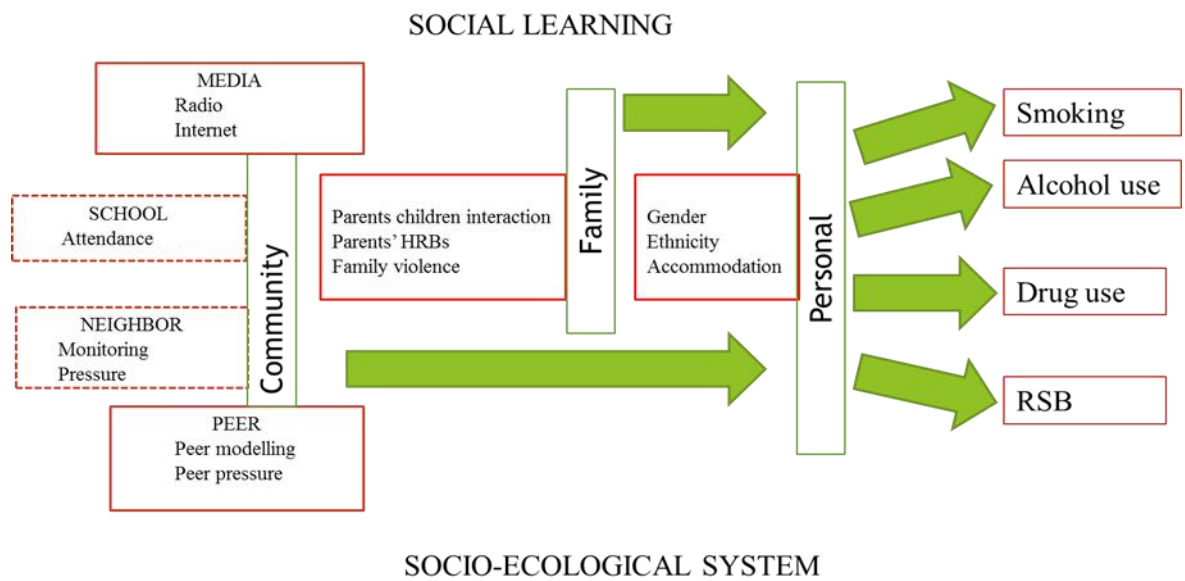 SOCIAL LEARNING
MEDIA
Radio
Internet
SCHOOL
Attendance
NEIGHBOR
Monitoring
Pressure
PEER
Peer modelling
Peer pressure
Community
Parents children interaction
Parents’ HRBs
Family violence
Family
Gender
Ethnicity
Accommodation
Personal
Smoking
Alcohol use
Drug use
RSB
SOCIO-ECOLOGICAL SYSTEM